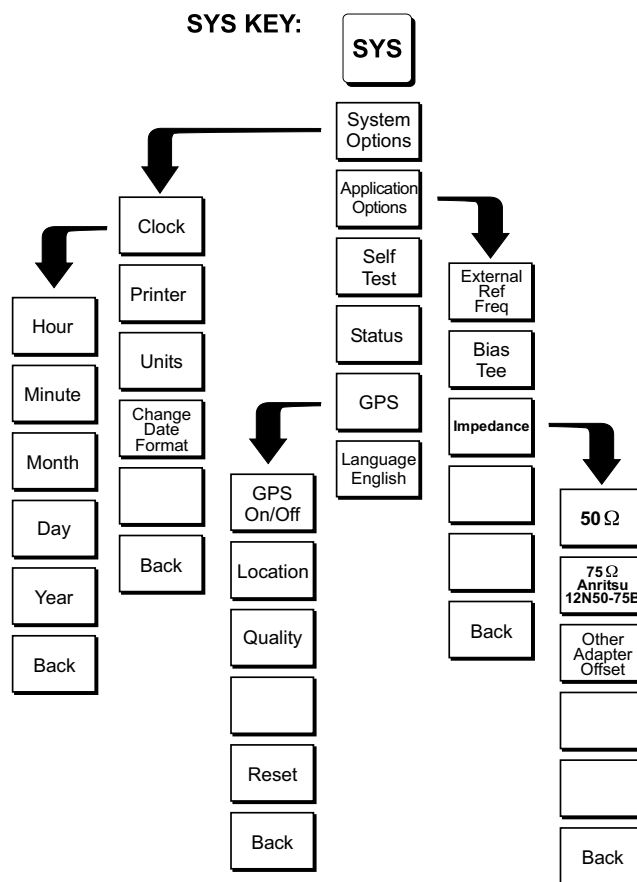 SYS KEY:
SYS
System
Options
Application
Options
Self
Test
Status
GPS
Language
English
Clock
Printer
Units
Change
Date
Format
Back
Hour
Minute
Month
Day
Year
Back
GPS
On/Off
Location
Quality
Reset
Back
External
Ref
Freq
Bias
Tee
Impedance
Back
50 Ω
75 Ω
Anritsu
12N50-75B
Other
Adapter
Offset
Back